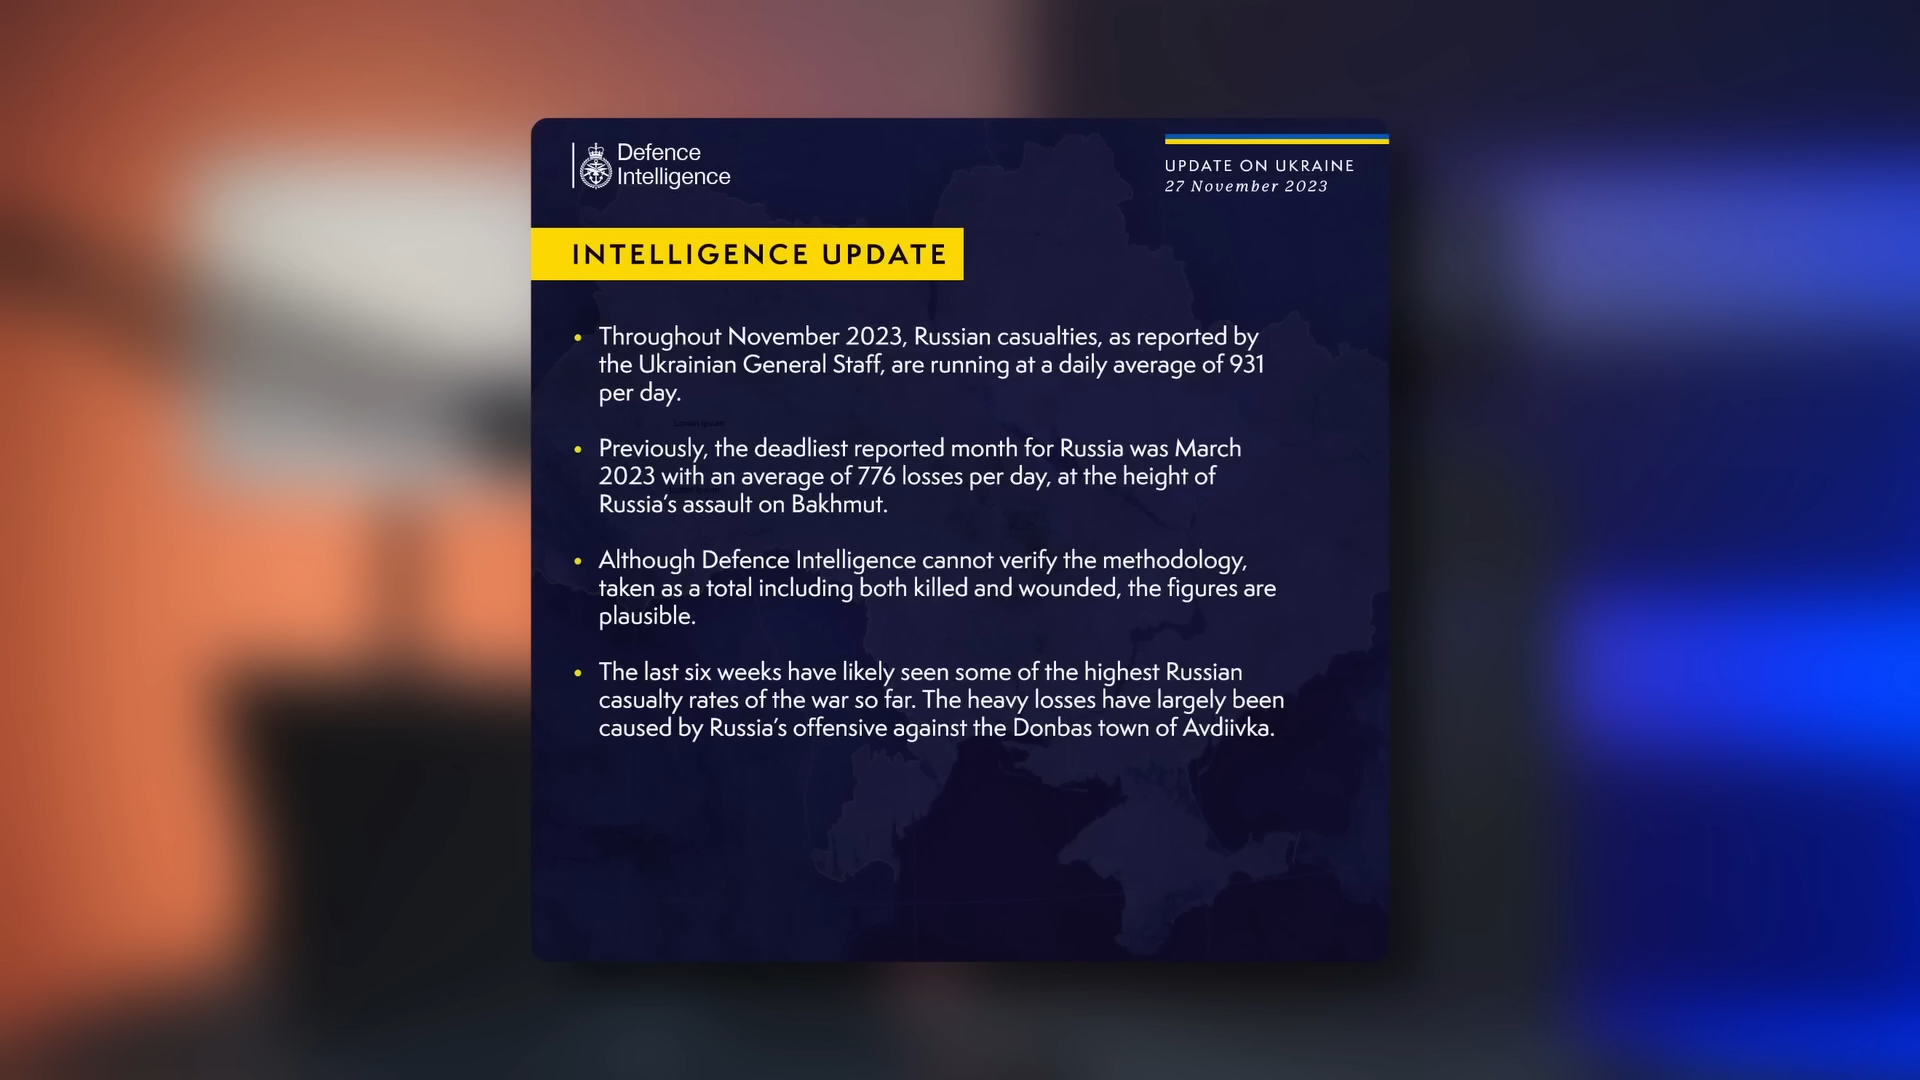 Defence
Intelligence
UPDATE ON UKRAINE
27 November 2023
INTELLIGENCE UPDATE
• Throughout November 2023, Russian casualties, as reported by
the Ukrainian General Staff, are running at a daily average of 931
per day.
• Previously, the deadliest reported month for Russia was March
2023 with an average of 776 losses per day, at the height of
Russia's assault on Bakhmut.
• Although Defence Intelligence cannot verify the methodology,
taken as a total including both killed and wounded, the figures are
plausible.
• The last six weeks have likely seen some of the highest Russian
casualty rates of the war so far. The heavy losses have largely been
caused by Russia's offensive against the Donbas town of Avdiivka.